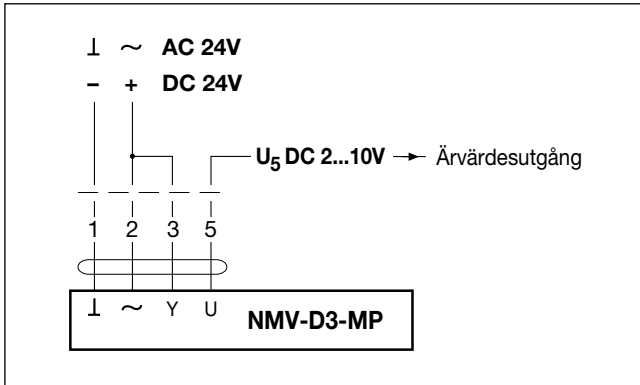 ⊥ ~ AC 24V
– + DC 24V
U5 DC 2...10V → Ärvärdesutgång
1 2 3 5
⊥ ~ Y U
NMV-D3-MP